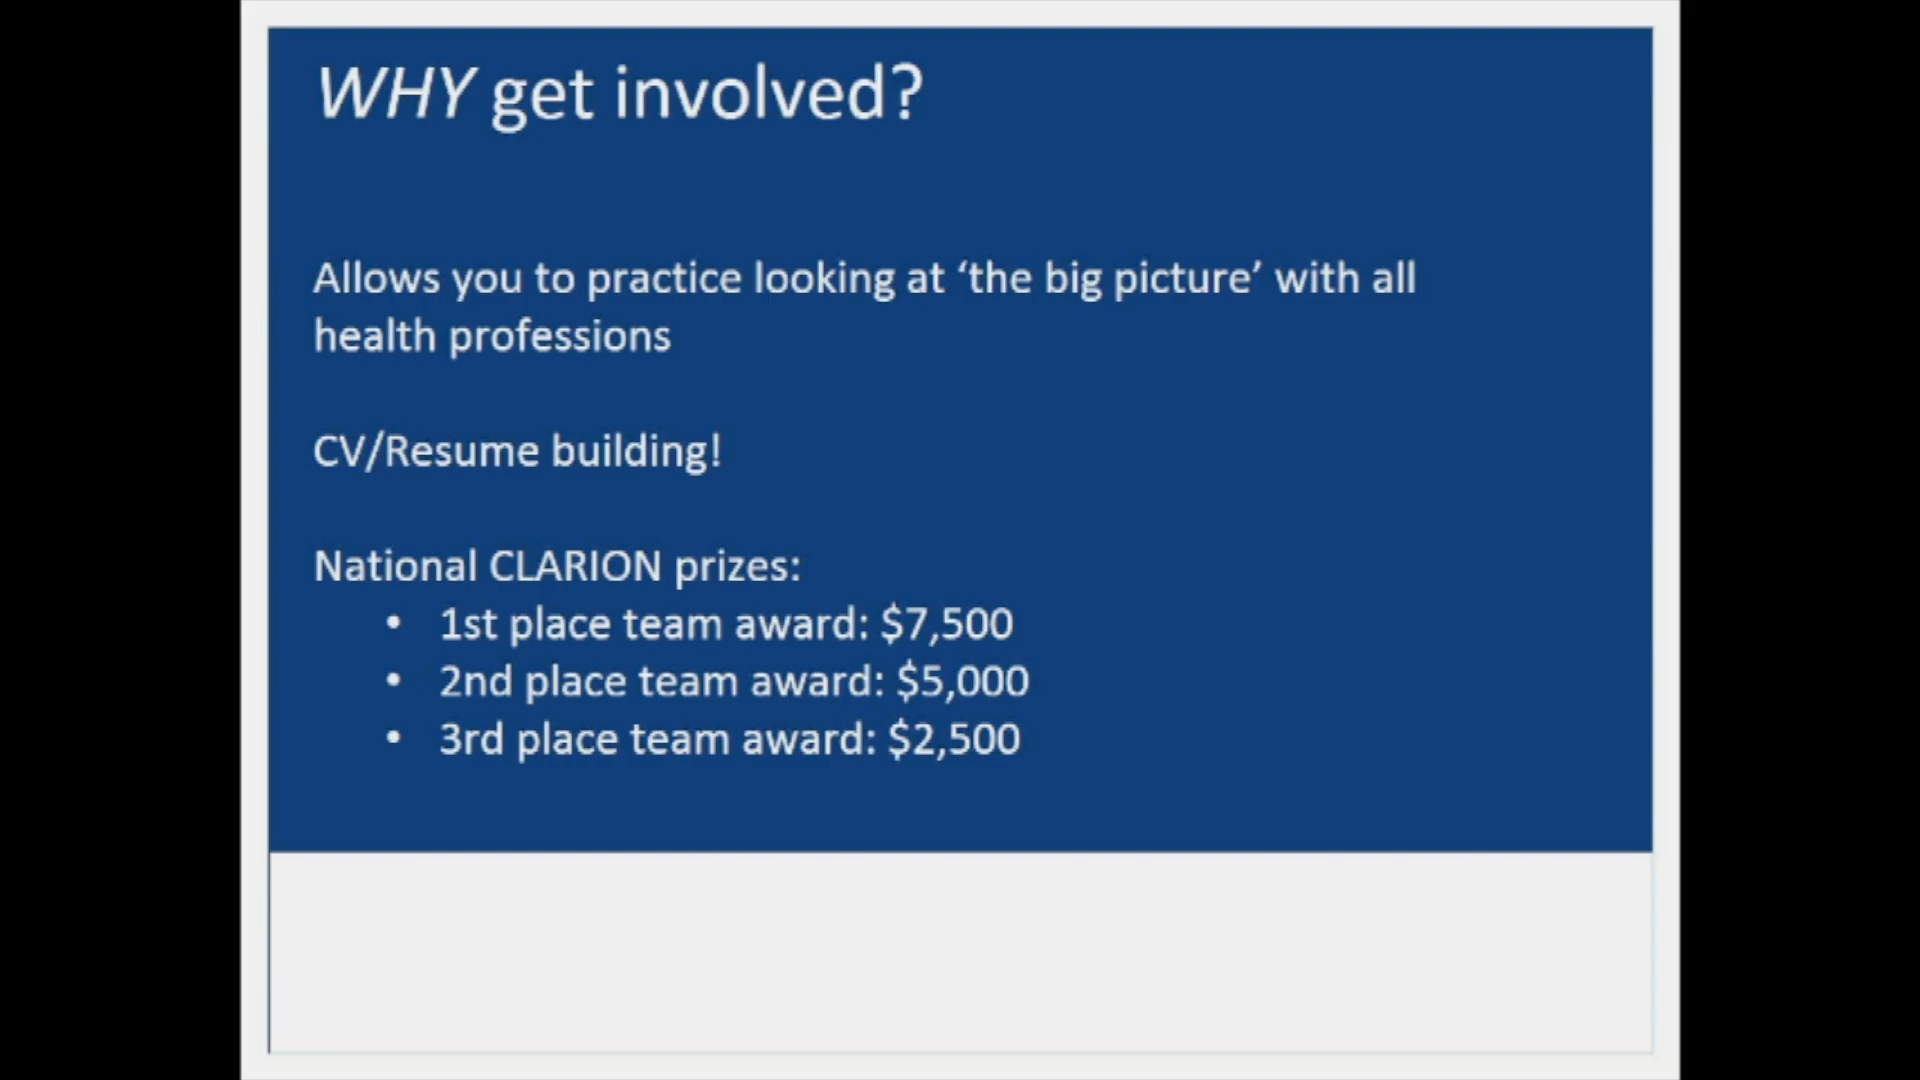 WHY get involved?
Allows you to practice looking at ‘the big picture’ with all
health professions
CV/Resume building!
National CLARION prizes:
• 1st place team award: $7,500
• 2nd place team award: $5,000
• 3rd place team award: $2,500